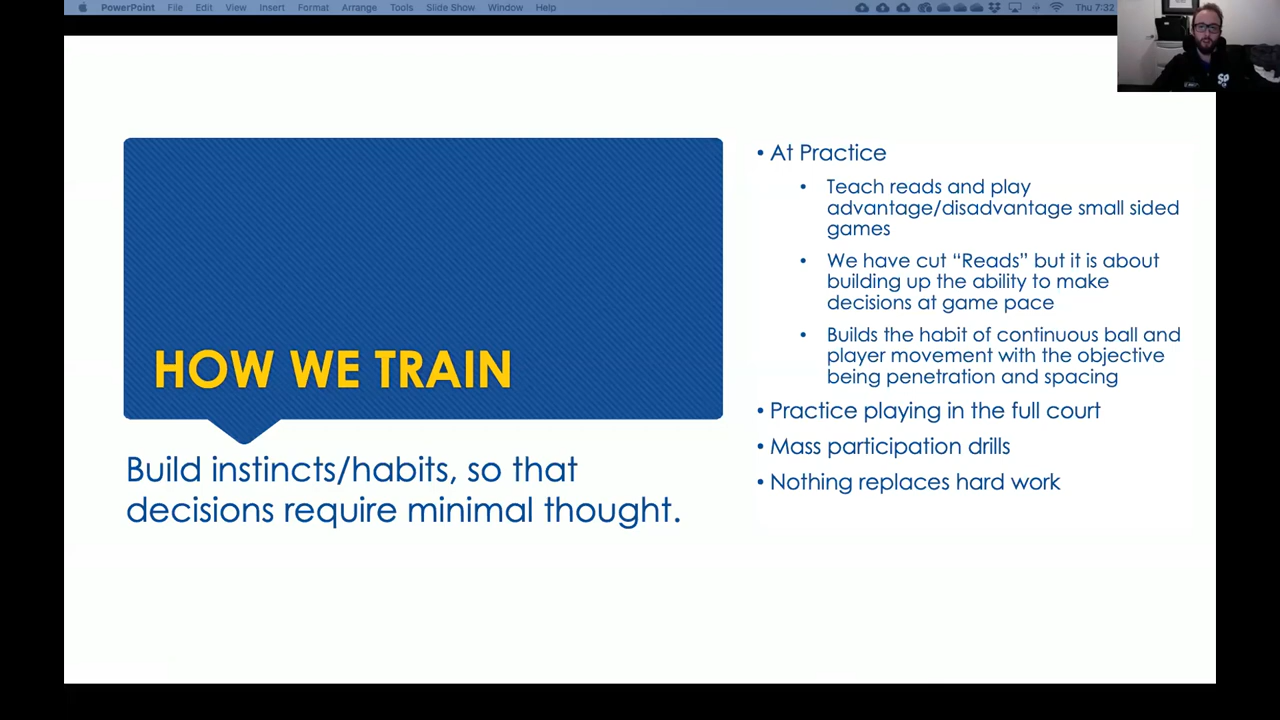 PowerPoint File Edit View Insert Format Arrange Tools Slide Show Window Help Thu 7:32
HOW WE TRAIN
Build instincts/habits, so that
decisions require minimal thought.
• At Practice
• Teach reads and play
advantage/disadvantage small sided
games
• We have cut “Reads” but it is about
building up the ability to make
decisions at game pace
• Builds the habit of continuous ball and
player movement with the objective
being penetration and spacing
• Practice playing in the full court
• Mass participation drills
• Nothing replaces hard work